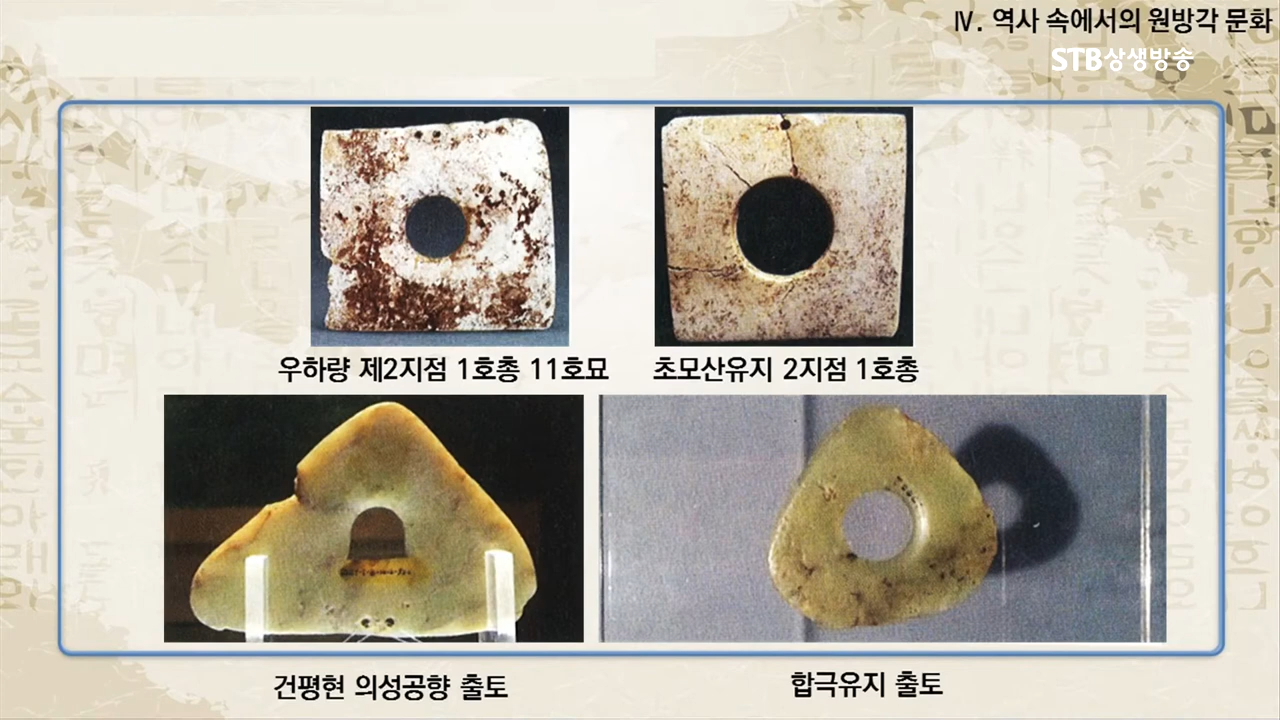 Ⅳ. 역사 속에서의 원방각 문화
STB상생방송
우하량 제2지점 1호총 11호묘
초모산유지 2지점 1호총
건평현 의성공향 출토
합극유지 출토